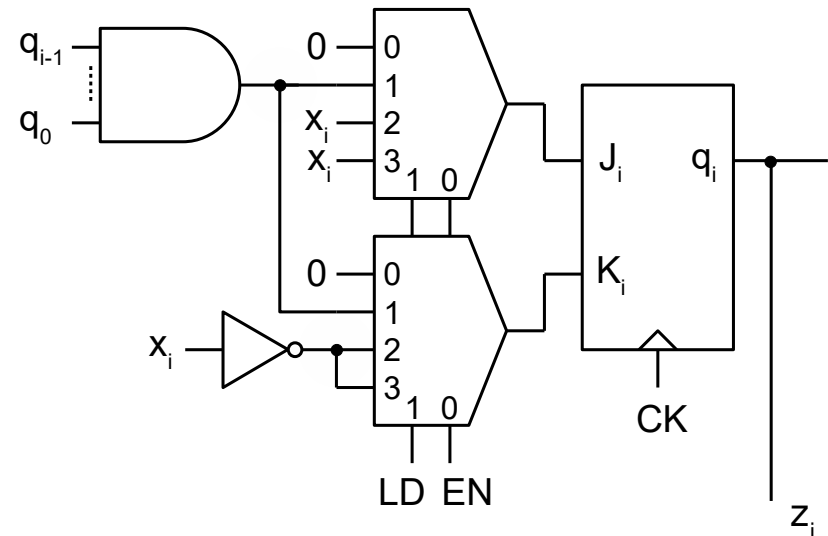 q_{i-1}
q_0
0 0
1
x_i 2
x_i 3
1 0
J_i q_i
K_i
CK
0 0
1
x_i 2
3
1 0
LD EN
z_i